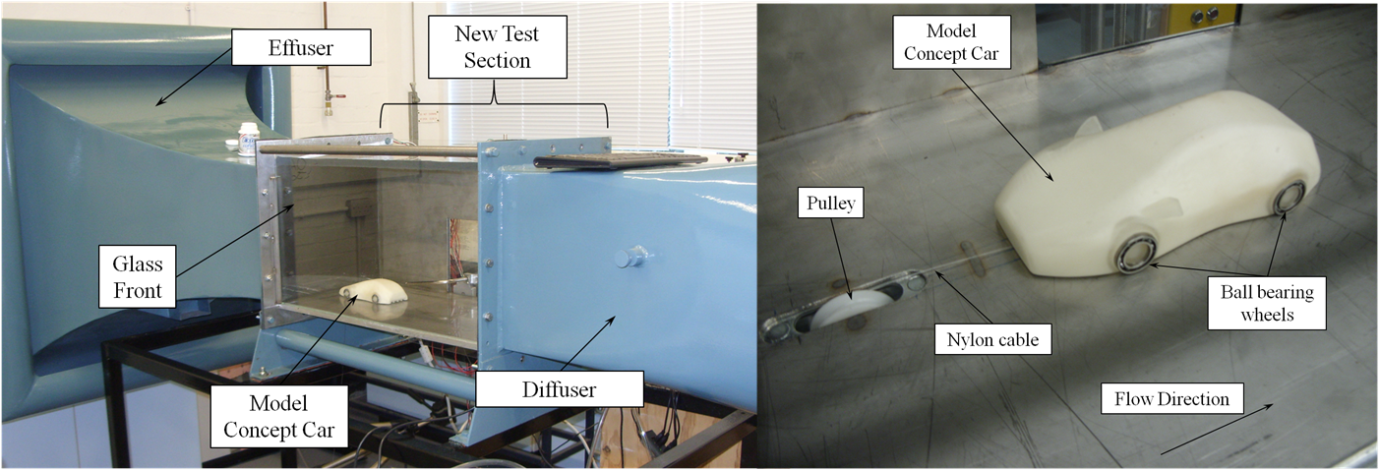 Effuser
New Test
Section
Glass
Front
Model
Concept Car
Diffuser
Model
Concept Car
Pulley
Nylon cable
Ball bearing
wheels
Flow Direction